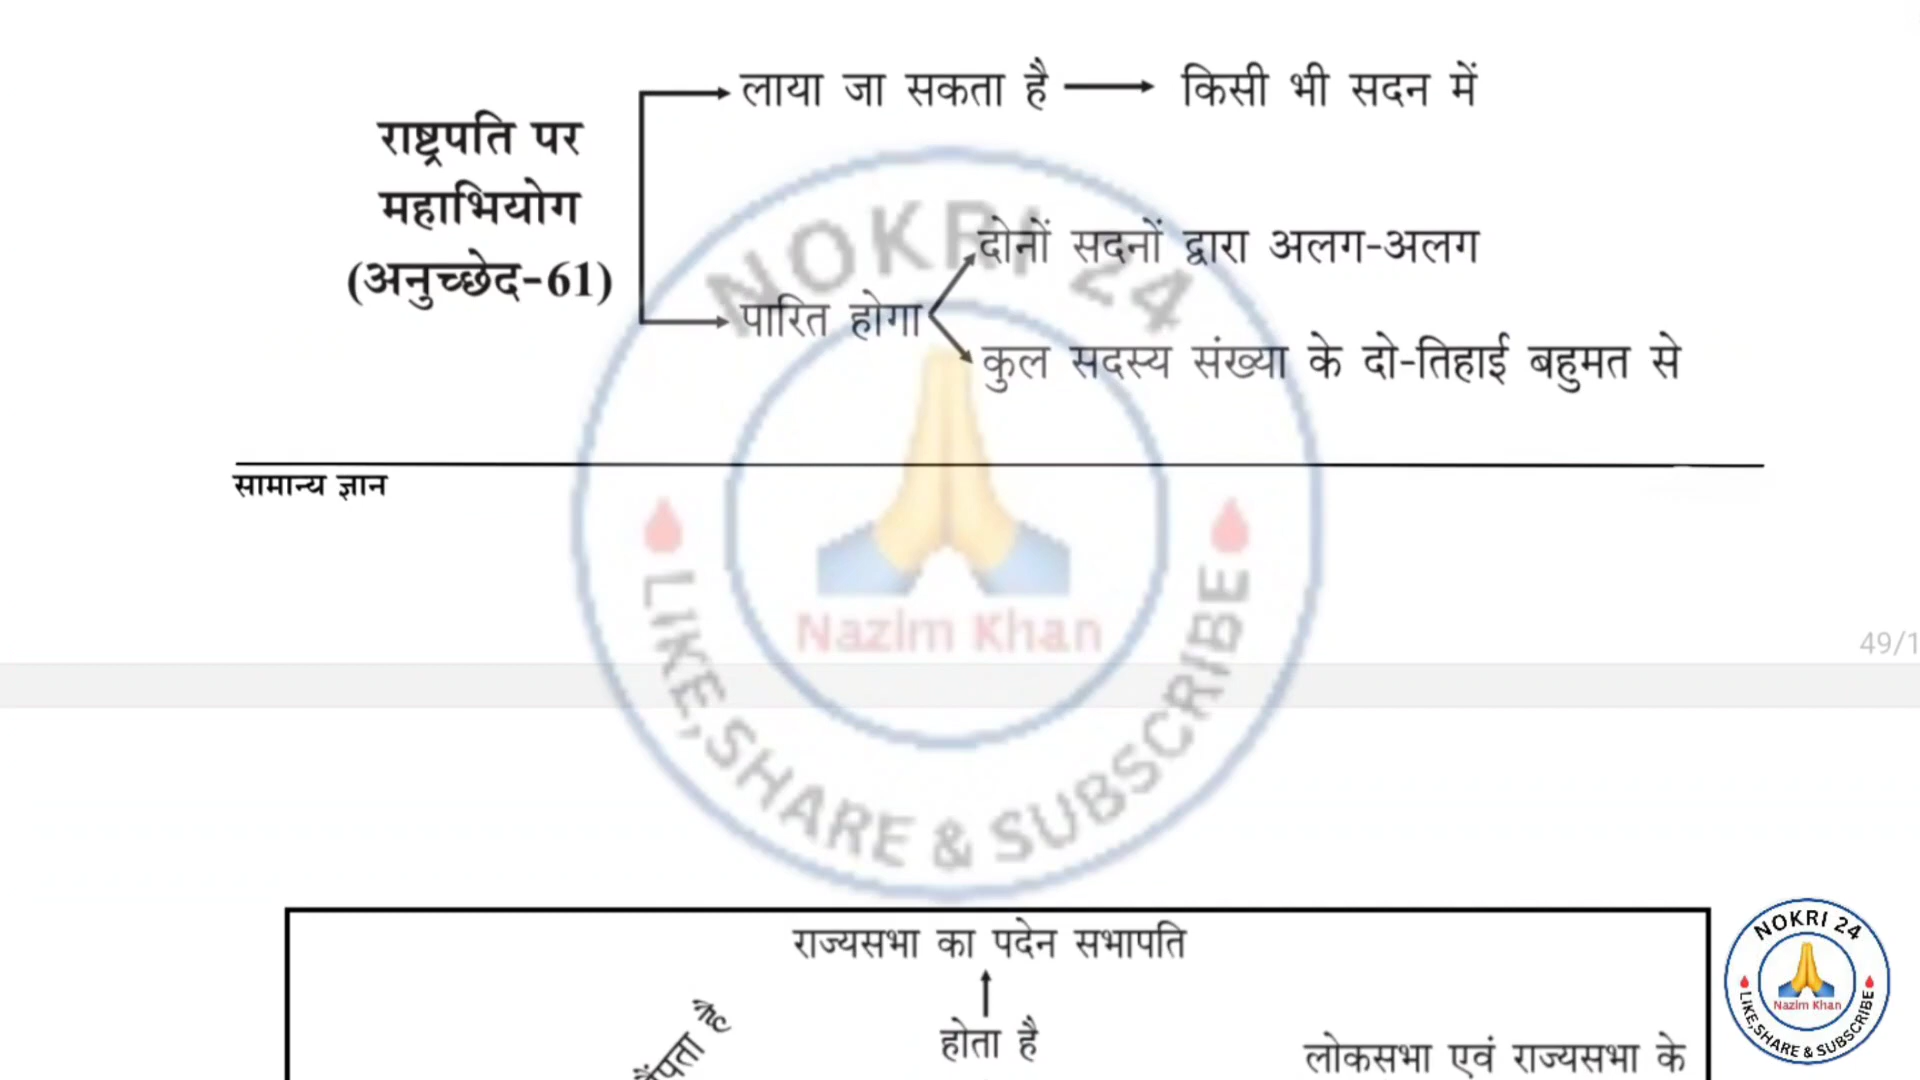 लाया जा सकता है → किसी भी सदन में
राष्ट्रपति पर
महाभियोग
(अनुच्छेद-61)
दोनों सदनों द्वारा अलग-अलग
पारित होगा
कुल सदस्य संख्या के दो-तिहाई बहुमत से
सामान्य ज्ञान
NOKRI 24
Nazim Khan
LIKE,SHARE & SUBSCRIBE
49/1
राज्यसभा का पदेन सभापति
होता है
लोकसभा एवं राज्यसभा के
NOKRI 24
Nazim Khan
LIKE,SHARE & SUBSCRIBE